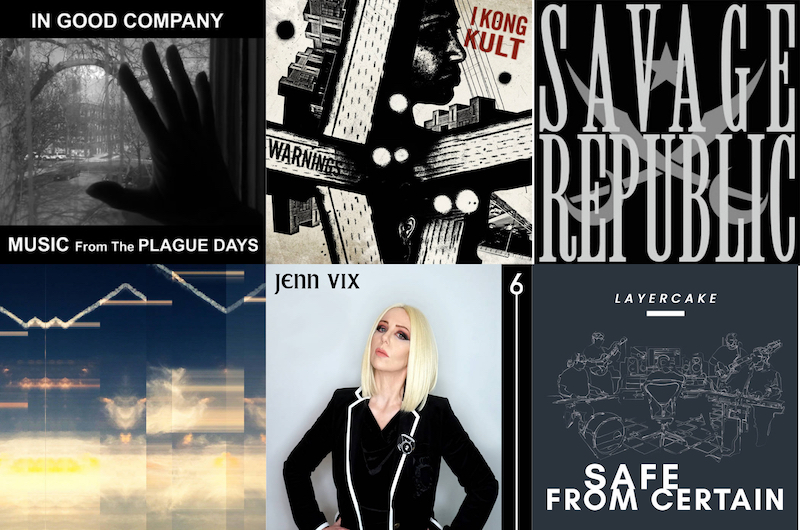 IN GOOD COMPANY
MUSIC From The PLAGUE DAYS
I KONG
KULT
WARNINGS
SAVAGE
REPUBLIC
JENN VIX
6
LAYERCAKE
SAFE
FROM CERTAIN